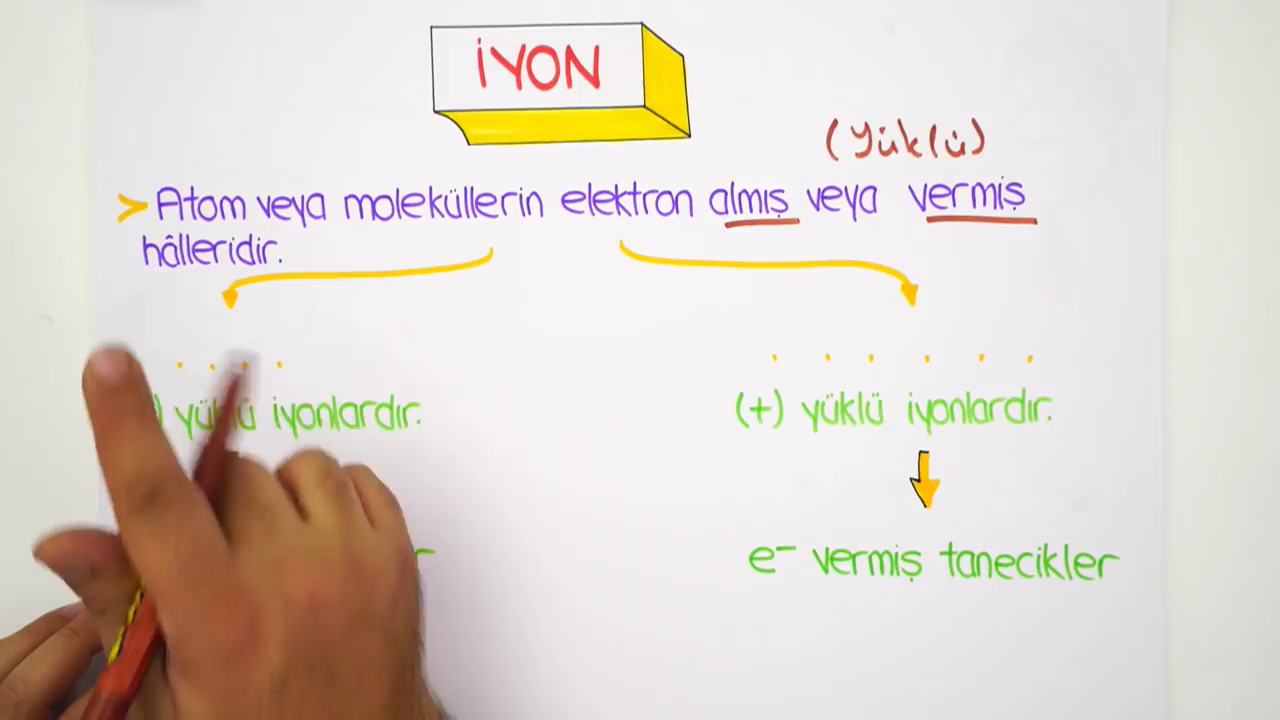 İYON
(Yüklü)
> Atom veya moleküllerin elektron almış veya vermiş
hâlleridir.
. . . .
. . . . . .
) yüklü iyonlardır.
(+) yüklü iyonlardır.
e⁻ vermiş tanecikler